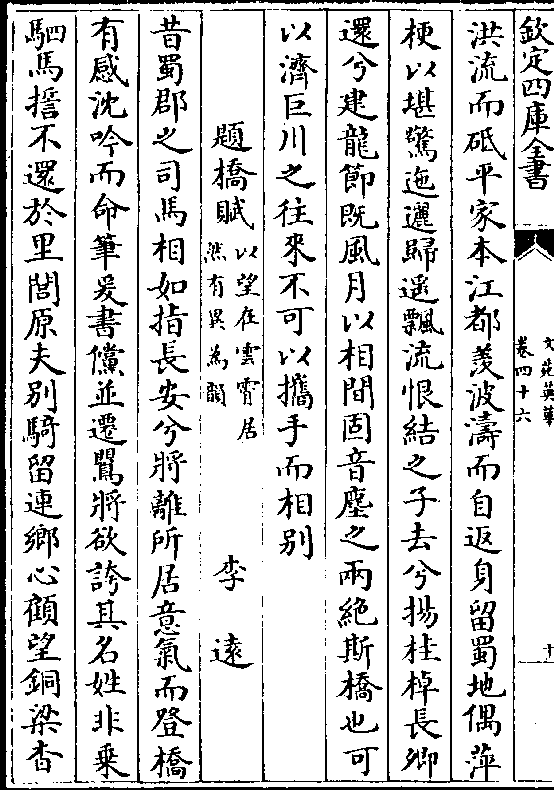 欽定四庫全書
文苑英華
卷四十六
十
洪流而砥平家本江都羨波濤而自返身留蜀地偶萍
梗以堪驚迤邐歸遥飄流恨結之子去兮揚桂棹長卿
還兮建龍節既風月以相間固音塵之兩絶斯橋也可
以濟巨川之往來不可以攜手而相别
題橋賦
以望在雲霄居
然有異為韻
李遠
昔蜀郡之司馬相如指長安兮將離所居意氣而登橋
有感沈吟而命筆爰書儻並遷鶯將欲誇其名姓非乗
駟馬誓不還於里閭原夫别騎留連鄉心顧望銅梁杳